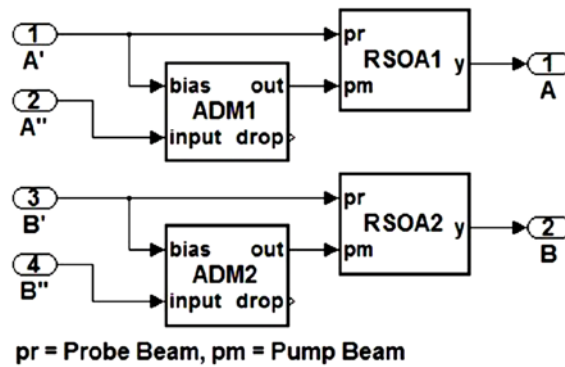 1
A'
2
A"
bias out
ADM1
input drop
pr
RSOA1 y
pm
1
A
3
B'
4
B"
bias out
ADM2
input drop
pr
RSOA2 y
pm
2
B
pr = Probe Beam, pm = Pump Beam